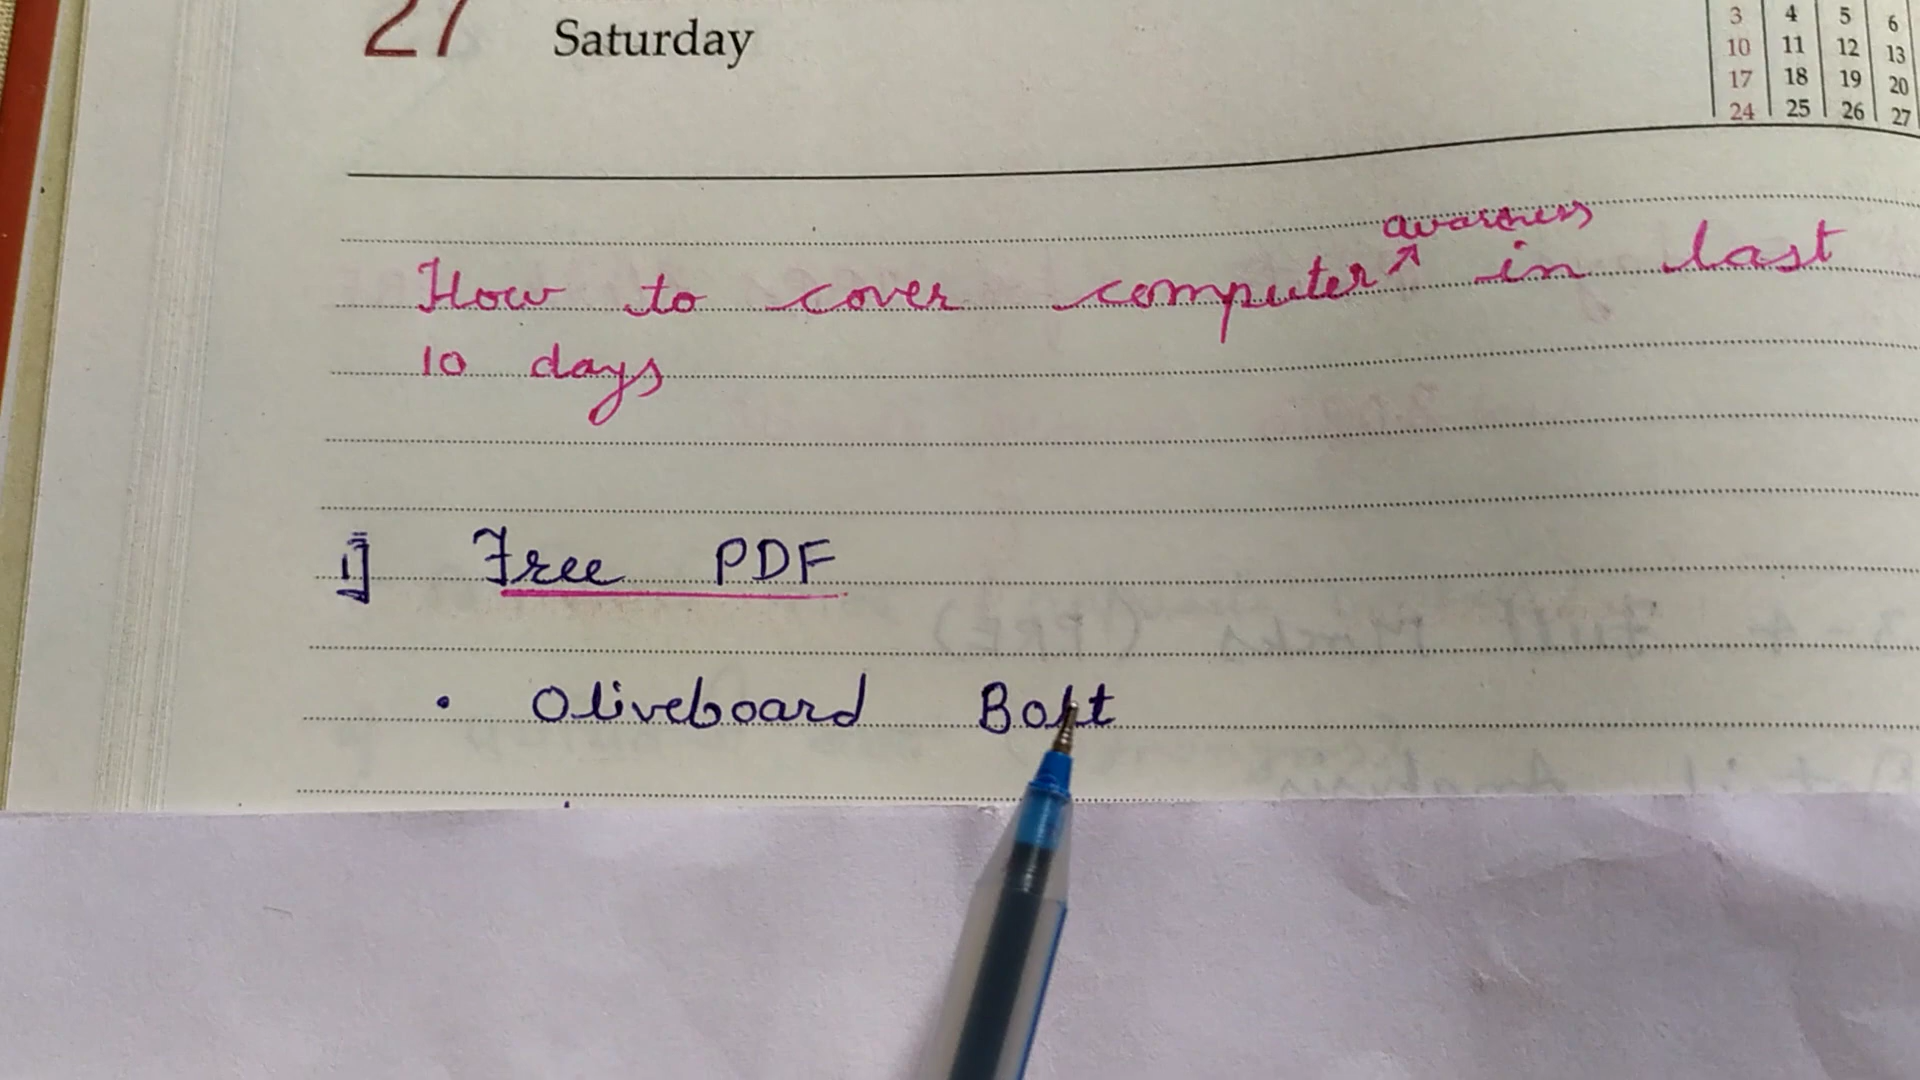 27 Saturday
3 4 5 6
10 11 12 13
17 18 19 20
24 25 26 27
awarness
How to cover computer in last
10 days
1] Free PDF
• Oliveboard Bolt